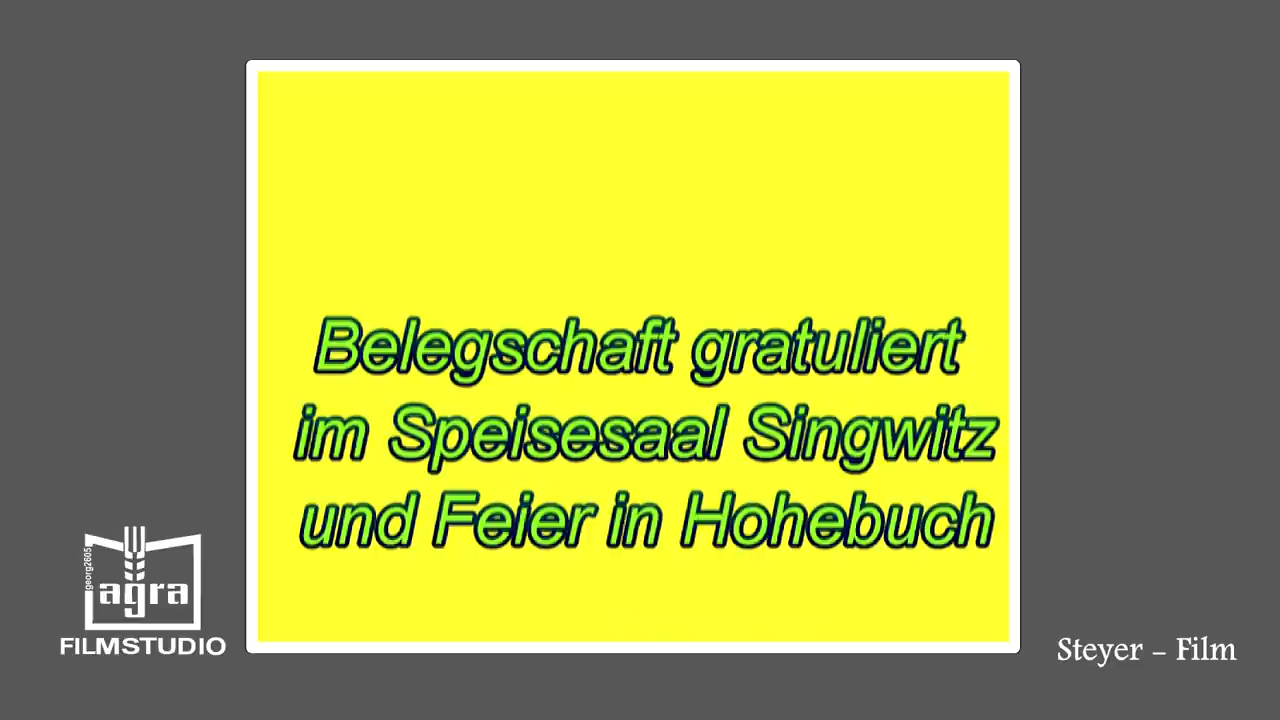 Belegschaft gratuliert
im Speisesaal Singwitz
und Feier in Hohebuch
georg2605
agra
FILMSTUDIO
Steyer – Film